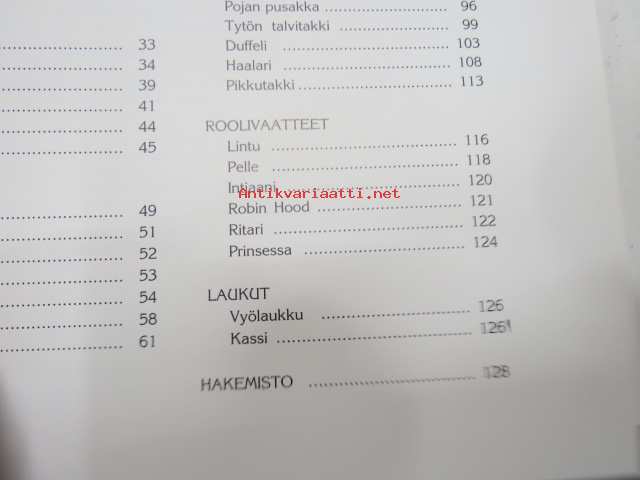 33
34
39
41
44
45
49
51
52
53
54
58
61
Pojan pusakka 96
Tytön talvitakki 99
Duffeli 103
Haalari 108
Pikkutakki 113
ROOLIVAATTEET
Lintu 116
Pelle 118
Intiaani 120
Antikvariaatti.net
Robin Hood 121
Ritari 122
Prinsessa 124
LAUKUT
Vyölaukku 126
Kassi 126
HAKEMISTO 128